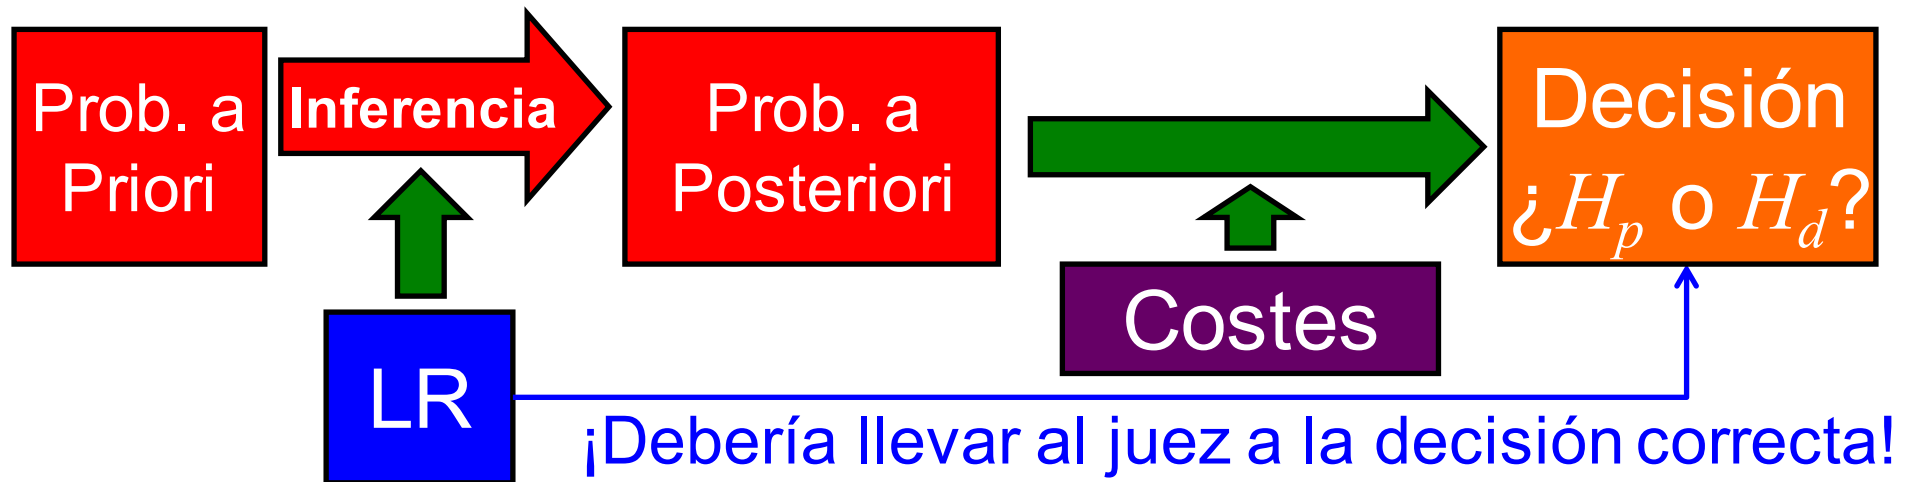 Prob. a
Priori
Inferencia
Prob. a
Posteriori
Decisión
¿Hp o Hd?
LR
Costes
¡Debería llevar al juez a la decisión correcta!